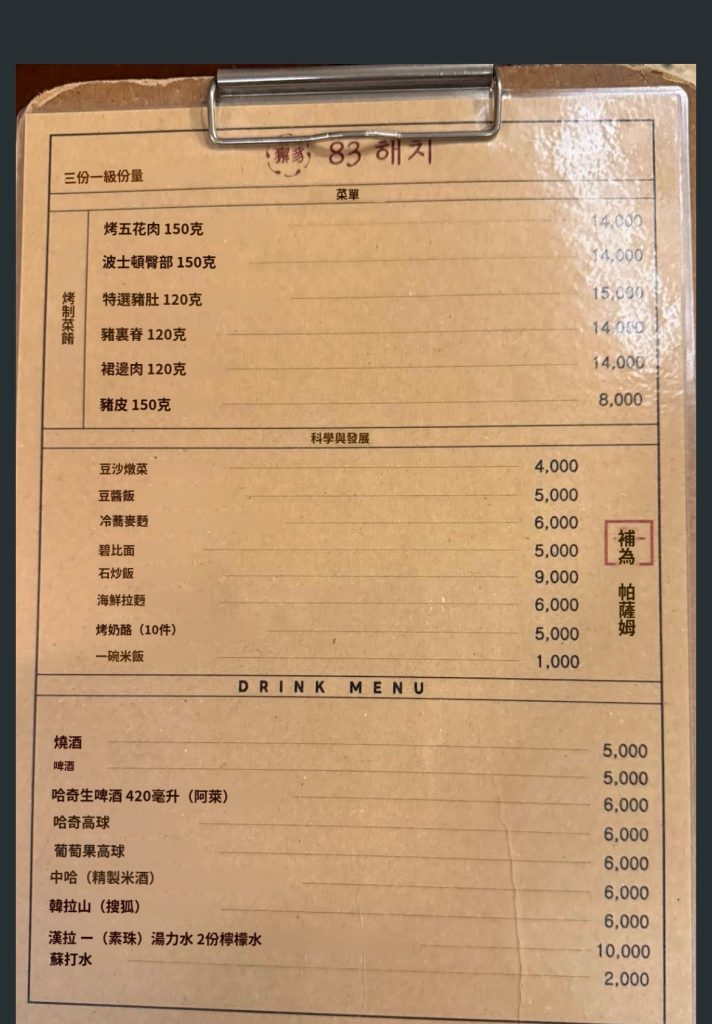 83 해지
三份一級份量
菜單
烤制菜餚
烤五花肉 150克 14,000
波士頓臀部 150克 14,000
特選豬肚 120克 15,000
豬裏脊 120克 14,000
裙邊肉 120克 14,000
豬皮 150克 8,000
科學與發展
豆沙燉菜 4,000
豆醬飯 5,000
冷蕎麥麪 6,000
碧比面 5,000
石炒飯 9,000
海鮮拉麪 6,000
烤奶酪（10件） 5,000
一碗米飯 1,000
補為
帕薩姆
DRINK MENU
燒酒 5,000
啤酒 5,000
哈奇生啤酒 420毫升（阿萊） 6,000
哈奇高球 6,000
葡萄果高球 6,000
中哈（精製米酒） 6,000
韓拉山（搜狐） 6,000
漢拉 一（素珠）湯力水 2份檸檬水 10,000
蘇打水 2,000